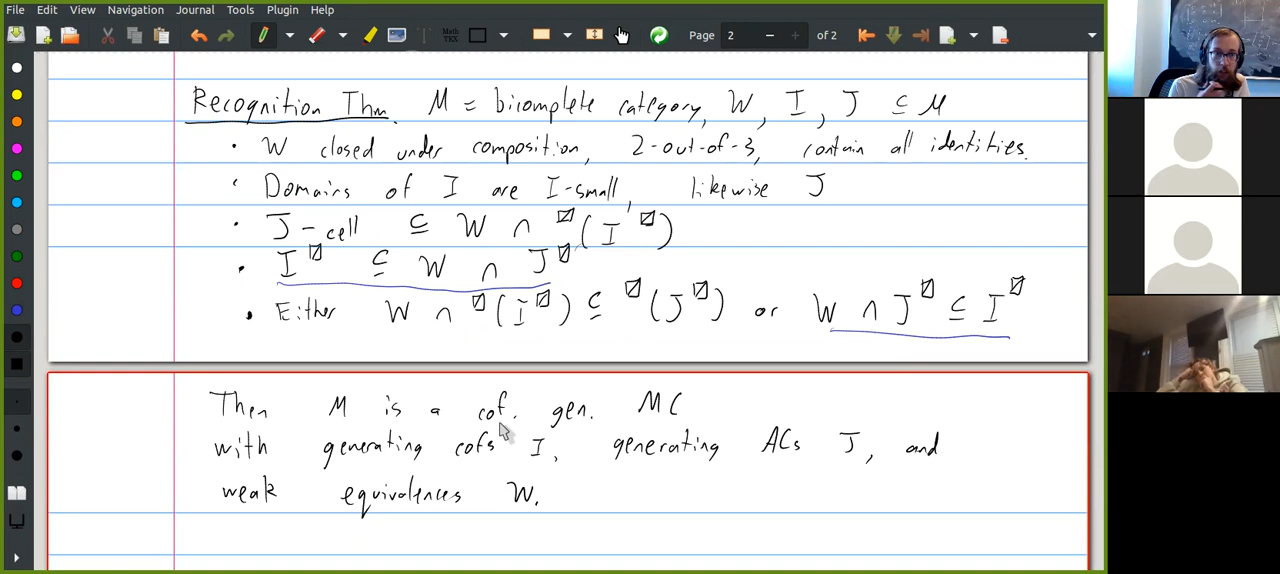 File Edit View Navigation Journal Tools Plugin Help
Math TEX Page 2 of 2
Recognition Thm. M = bicomplete category, W, I, J ⊆ M
· W closed under composition, 2-out-of-3, contain all identities.
· Domains of I are I-small, likewise J
· J-cell ⊆ W ∩ ⧄(I⧄)
· I⧄ ⊆ W ∩ J⧄
· Either W ∩ ⧄(I⧄) ⊆ ⧄(J⧄) or W ∩ J⧄ ⊆ I⧄
Then M is a cof. gen. MC
with generating cofs I, generating ACs J, and
weak equivalences W.